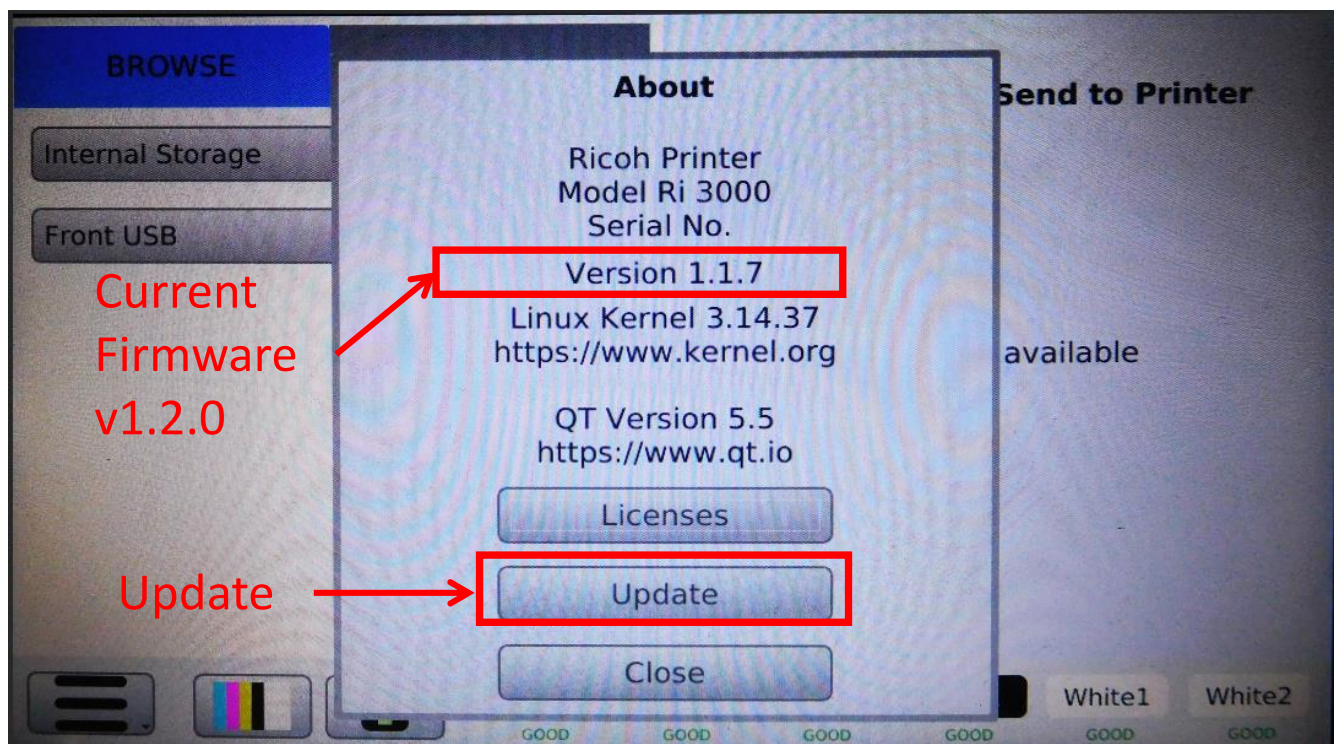 BROWSE
Internal Storage
Front USB
Current
Firmware
v1.2.0
Update
About
Ricoh Printer
Model Ri 3000
Serial No.
Version 1.1.7
Linux Kernel 3.14.37
https://www.kernel.org
QT Version 5.5
https://www.qt.io
Licenses
Update
Close
Send to Printer
available
White1
White2
GOOD
GOOD
GOOD
GOOD
GOOD
GOOD